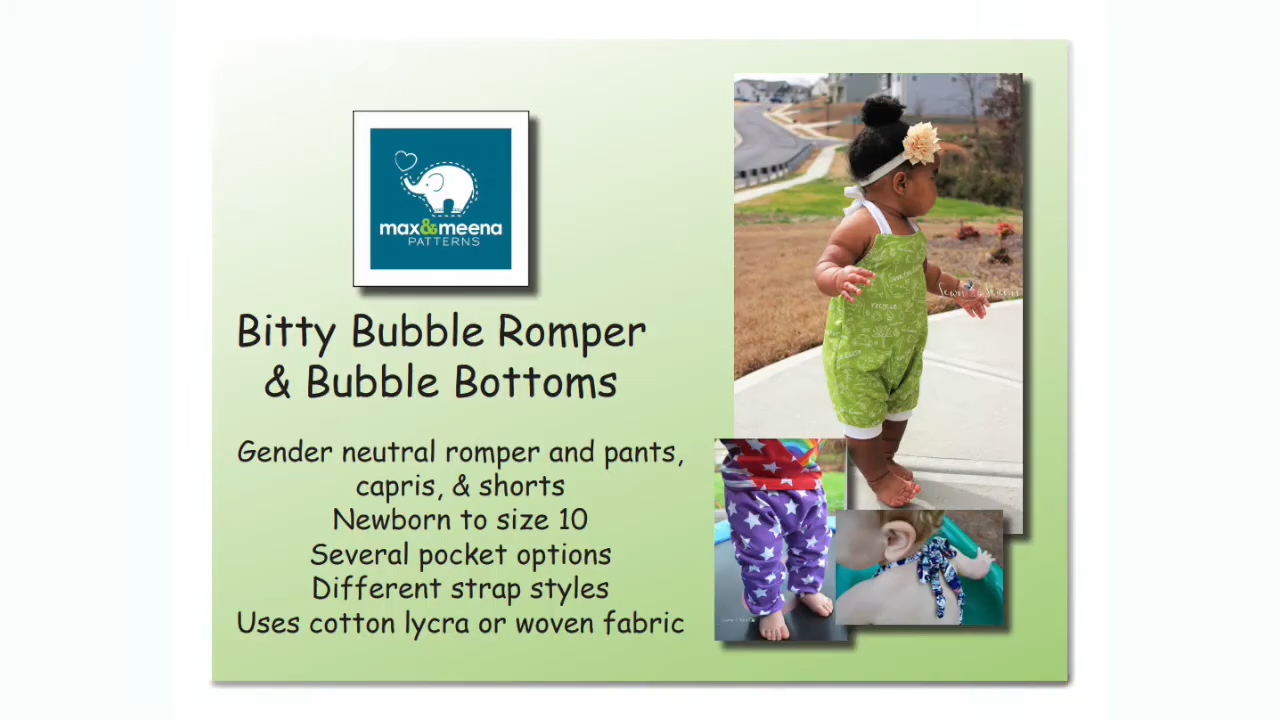 max&meena
PATTERNS
Bitty Bubble Romper
& Bubble Bottoms
Gender neutral romper and pants,
capris, & shorts
Newborn to size 10
Several pocket options
Different strap styles
Uses cotton lycra or woven fabric